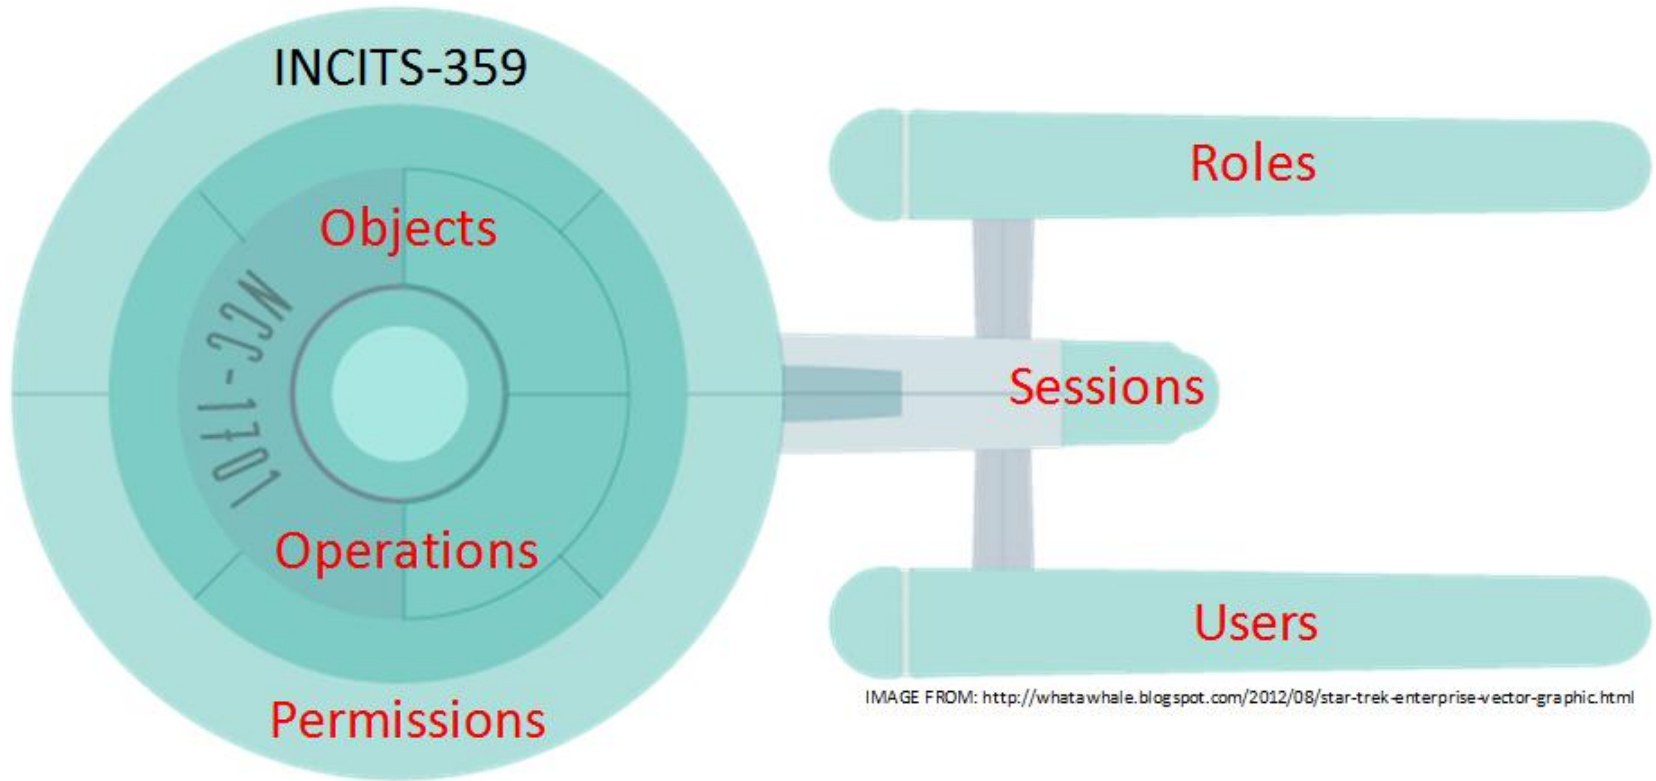 INCITS-359
Objects
NCC-1701
Operations
Permissions
Roles
Sessions
Users
IMAGE FROM: http://whatawhale.blogspot.com/2012/08/star-trek-enterprise-vector-graphic.html